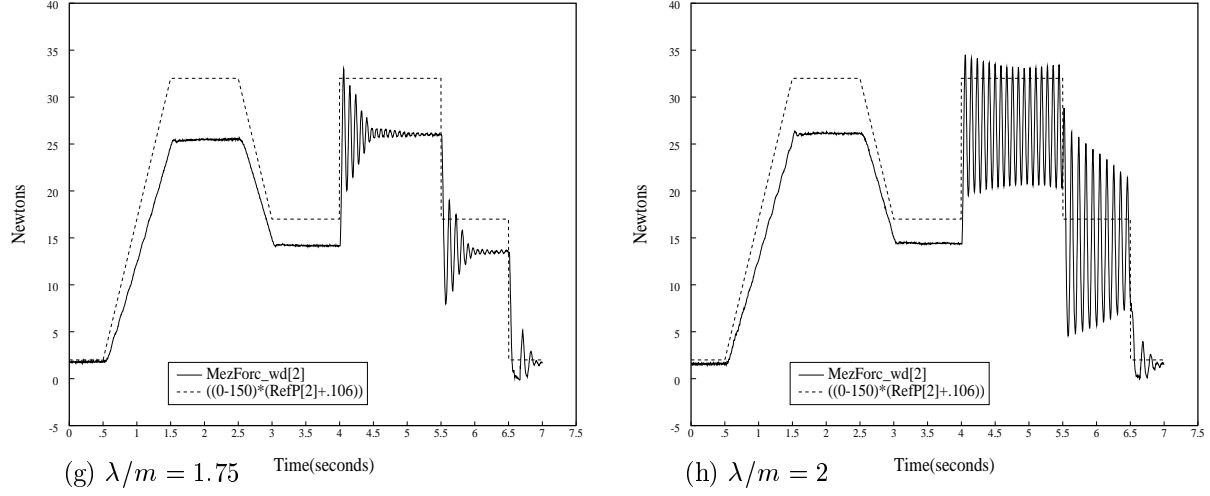 40
35
30
25
20
15
10
5
0
-5
Newtons
0 .5 1 1.5 2 2.5 3 3.5 4 4.5 5 5.5 6 6.5 7 7.5
MezForc_wd[2]
((0-150)*(RefP[2]+.106))
Time(seconds)
(g) λ/m = 1.75
40
35
30
25
20
15
10
5
0
-5
Newtons
0 .5 1 1.5 2 2.5 3 3.5 4 4.5 5 5.5 6 6.5 7 7.5
MezForc_wd[2]
((0-150)*(RefP[2]+.106))
Time(seconds)
(h) λ/m = 2